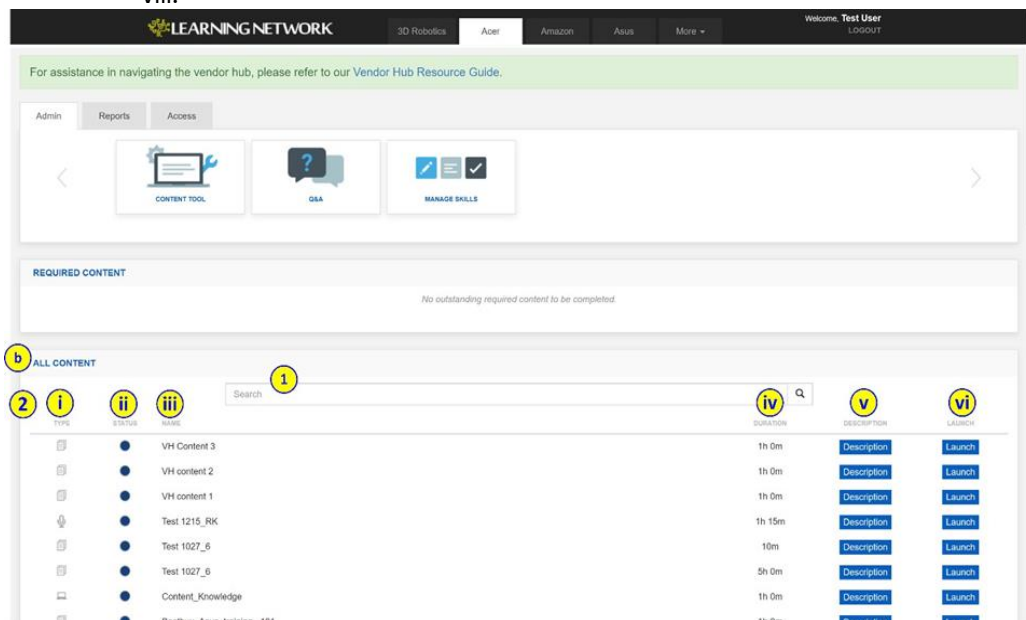 viii.
LEARNING NETWORK 3D Robotics Acer Amazon Asus More Welcome, Test User
LOGOUT
For assistance in navigating the vendor hub, please refer to our Vendor Hub Resource Guide.
Admin Reports Access
?
CONTENT TOOL Q&A MANAGE SKILLS
REQUIRED CONTENT
No outstanding required content to be completed.
b ALL CONTENT
1
Search
2 i ii iii iv v vi
TYPE STATUS NAME DURATION DESCRIPTION LAUNCH
VH Content 3 1h 0m Description Launch
VH content 2 1h 0m Description Launch
VH content 1 1h 0m Description Launch
Test 1215_RK 1h 15m Description Launch
Test 1027_6 10m Description Launch
Test 1027_6 5h 0m Description Launch
Content_Knowledge 1h 0m Description Launch